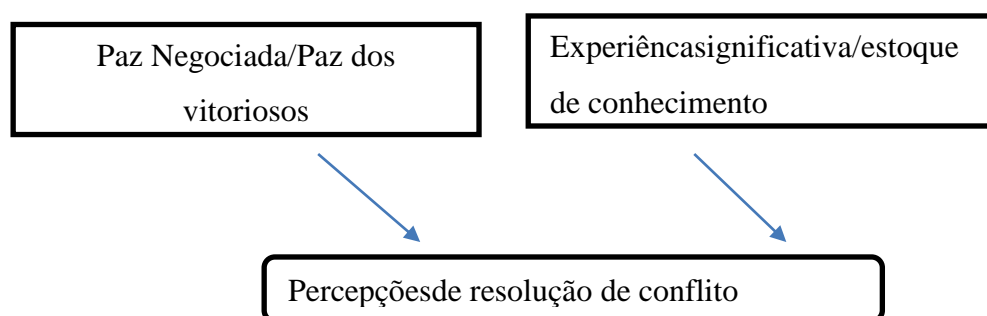 Paz Negociada/Paz dos
vitoriosos
Experiêncasignificativa/estoque
de conhecimento
Percepçõesde resolução de conflito